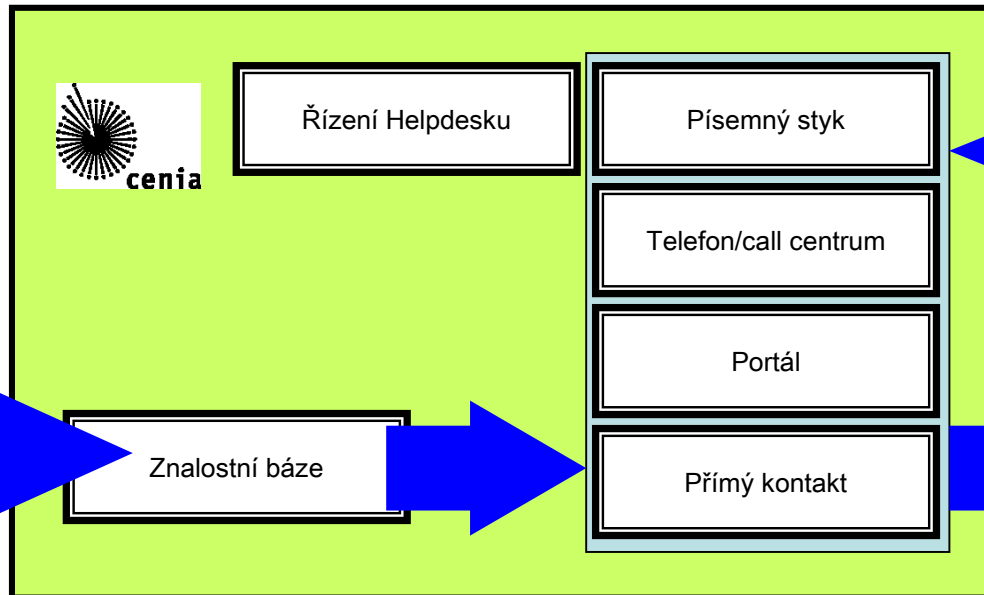 Řízení Helpdesku
Písemný styk
cenia
Telefon/call centrum
Portál
Znalostní báze
Přímý kontakt